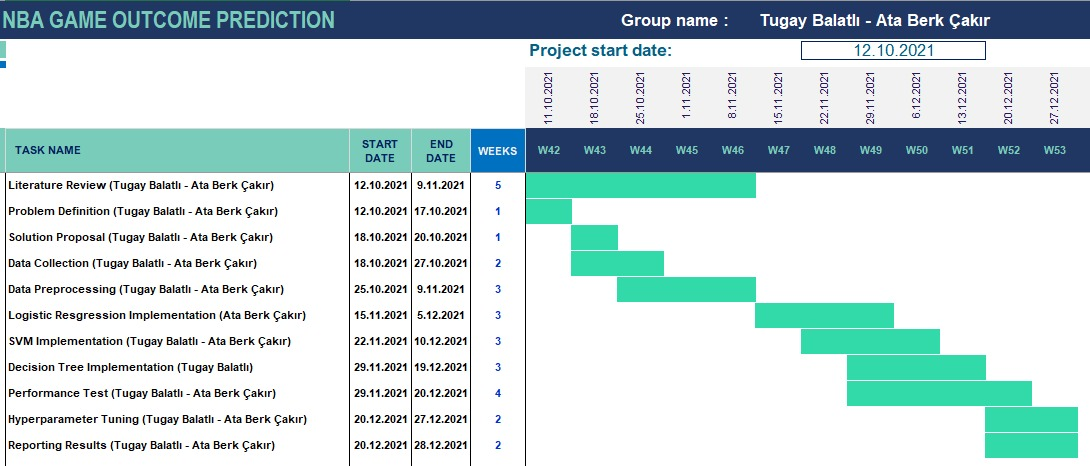 NBA GAME OUTCOME PREDICTION Group name : Tugay Balatlı - Ata Berk Çakır
Project start date: 12.10.2021
11.10.2021 18.10.2021 25.10.2021 1.11.2021 8.11.2021 15.11.2021 22.11.2021 29.11.2021 6.12.2021 13.12.2021 20.12.2021 27.12.2021
TASK NAME START DATE END DATE WEEKS W42 W43 W44 W45 W46 W47 W48 W49 W50 W51 W52 W53
Literature Review (Tugay Balatlı - Ata Berk Çakır) 12.10.2021 9.11.2021 5
Problem Definition (Tugay Balatlı - Ata Berk Çakır) 12.10.2021 17.10.2021 1
Solution Proposal (Tugay Balatlı - Ata Berk Çakır) 18.10.2021 20.10.2021 1
Data Collection (Tugay Balatlı - Ata Berk Çakır) 18.10.2021 27.10.2021 2
Data Preprocessing (Tugay Balatlı - Ata Berk Çakır) 25.10.2021 9.11.2021 3
Logistic Resgression Implementation (Ata Berk Çakır) 15.11.2021 5.12.2021 3
SVM Implementation (Tugay Balatlı - Ata Berk Çakır) 22.11.2021 10.12.2021 3
Decision Tree Implementation (Tugay Balatlı) 29.11.2021 19.12.2021 3
Performance Test (Tugay Balatlı - Ata Berk Çakır) 29.11.2021 20.12.2021 4
Hyperparameter Tuning (Tugay Balatlı - Ata Berk Çakır) 20.12.2021 27.12.2021 2
Reporting Results (Tugay Balatlı - Ata Berk Çakır) 20.12.2021 28.12.2021 2